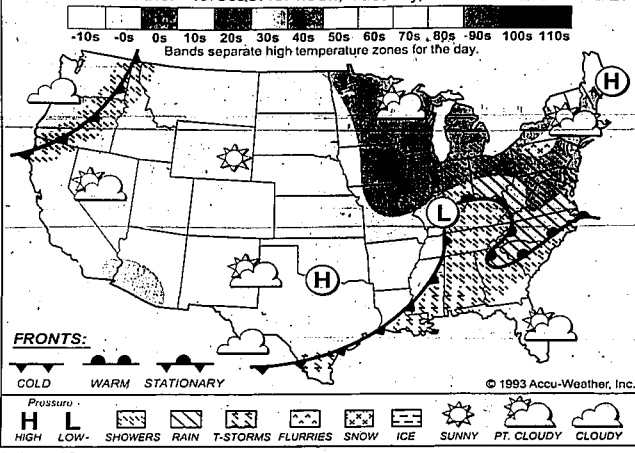 -10s -0s 0s 10s 20s 30s 40s 50s 60s 70s 80s 90s 100s 110s
Bands separate high temperature zones for the day.
H
L
H
FRONTS:
COLD WARM STATIONARY
© 1993 Accu-Weather, Inc.
Pressure
H L
HIGH LOW SHOWERS RAIN T-STORMS FLURRIES SNOW ICE SUNNY PT. CLOUDY CLOUDY